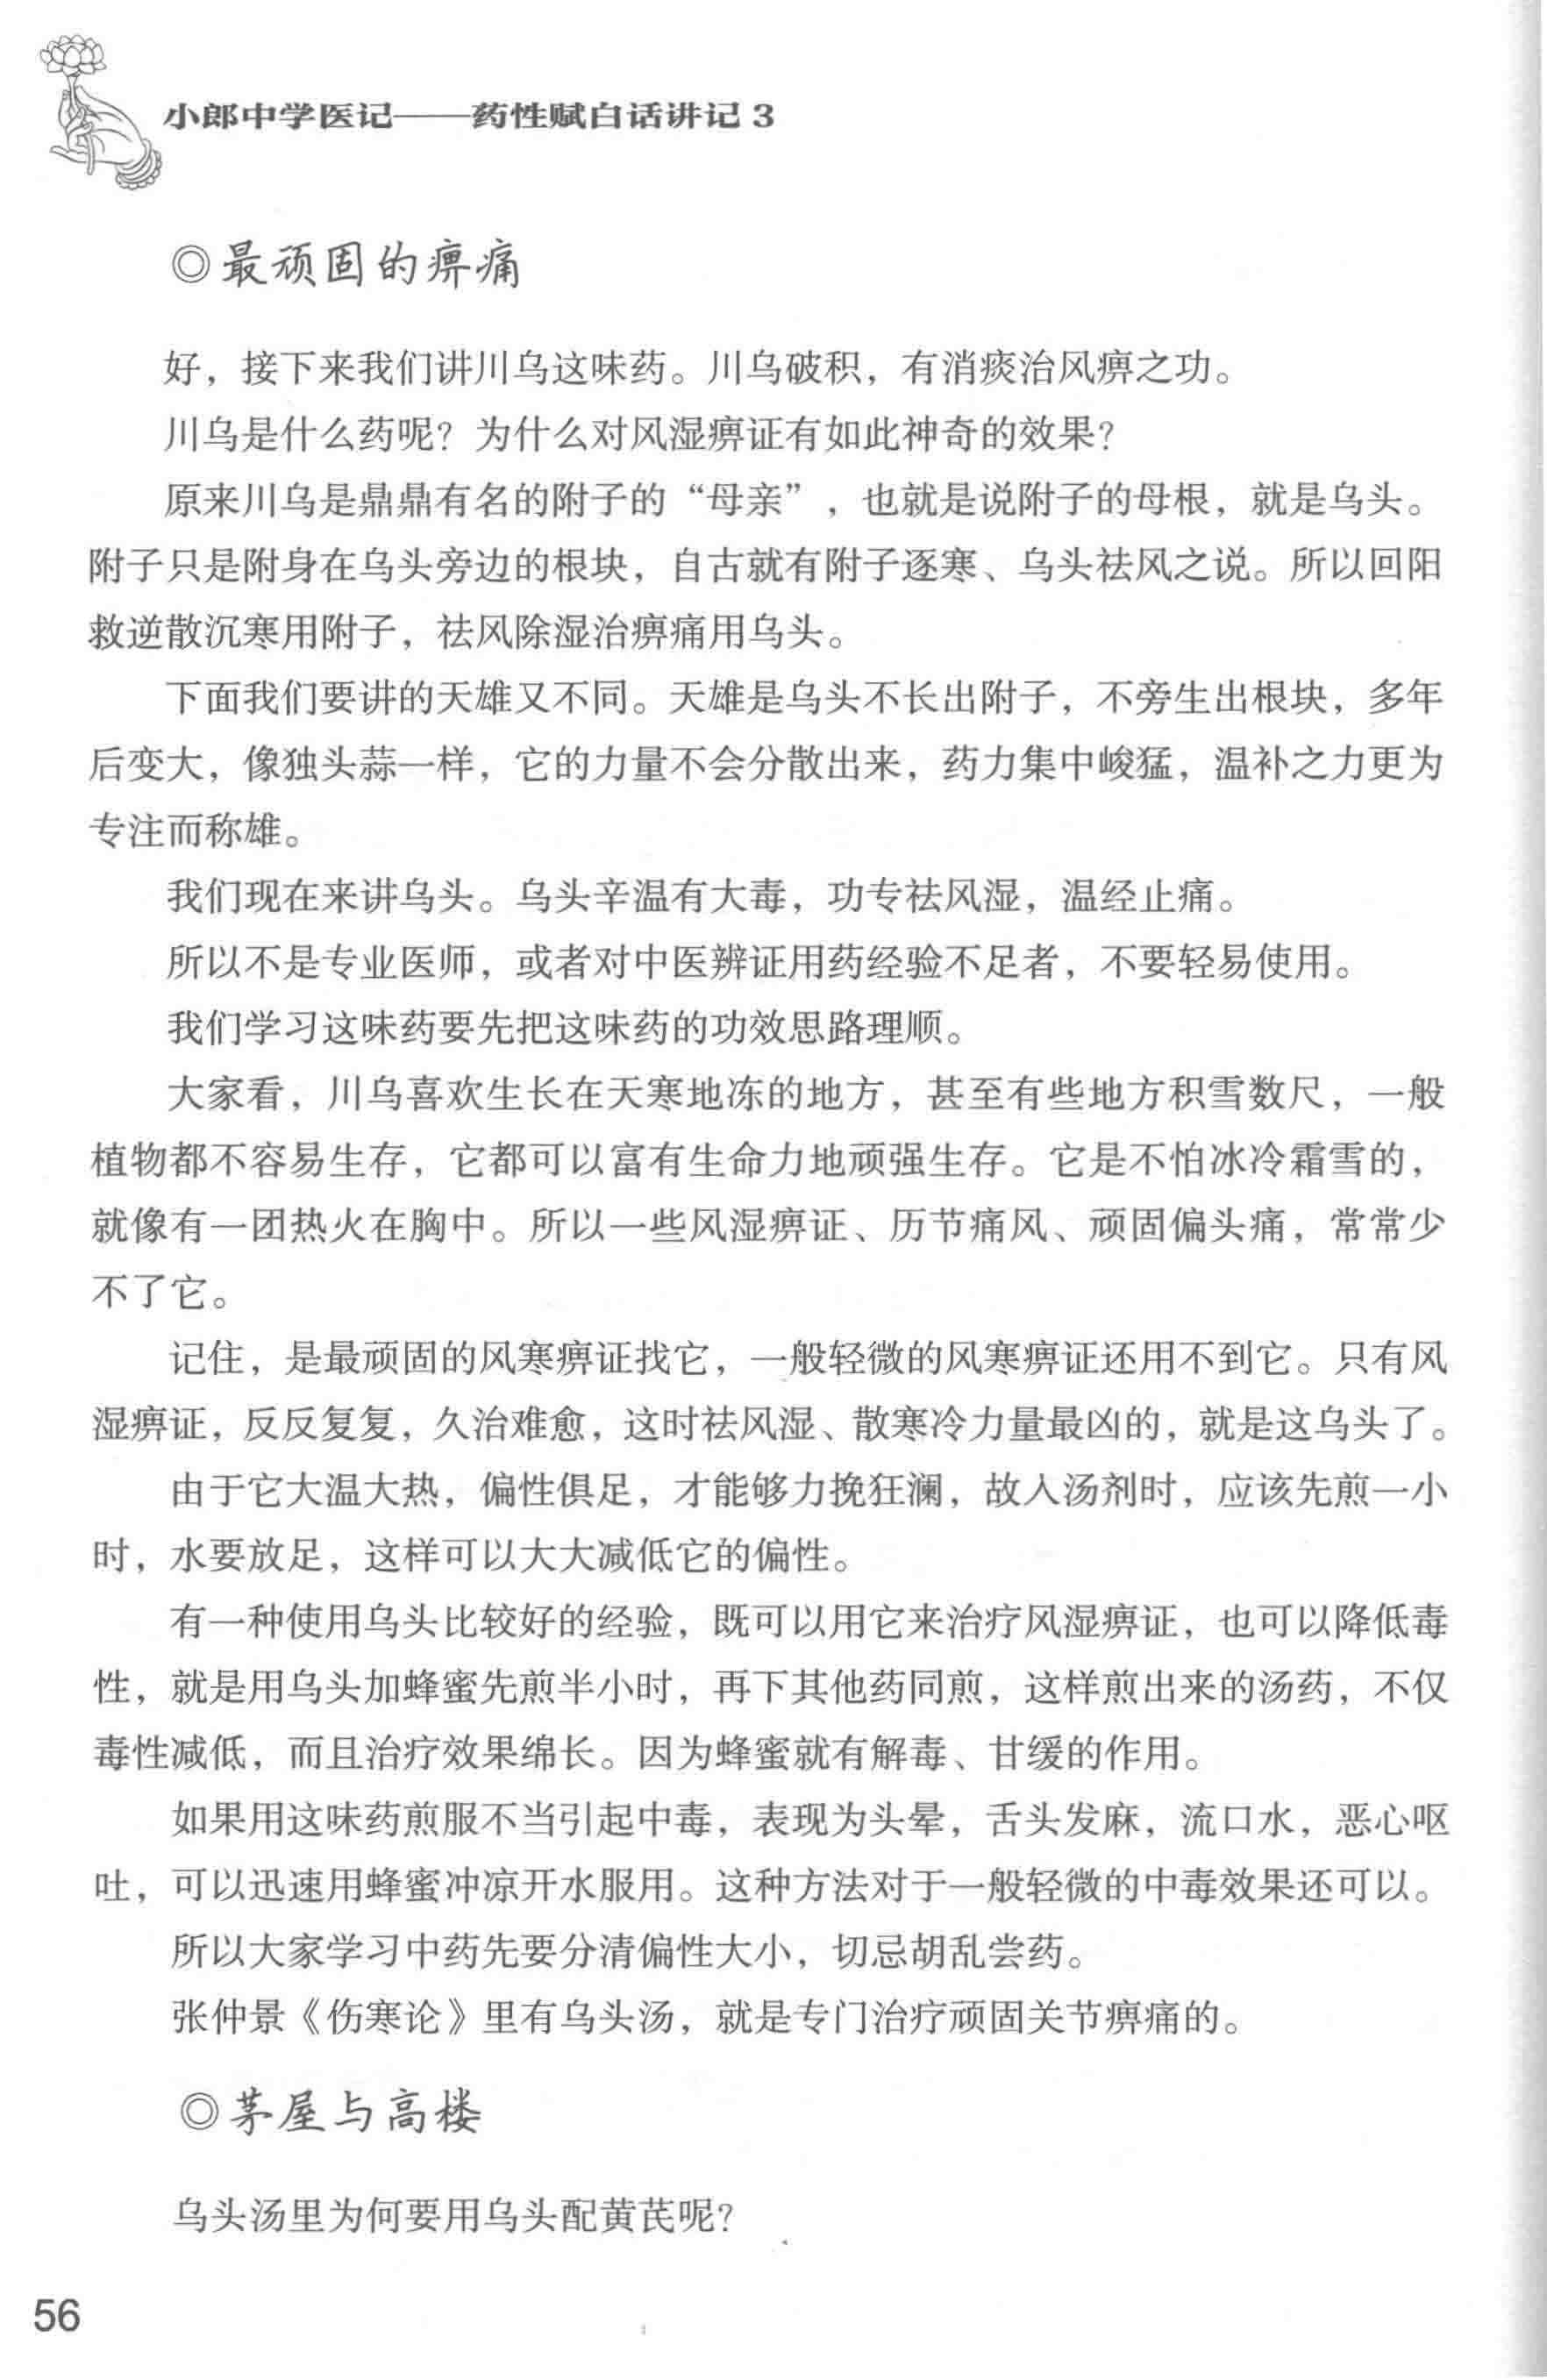 小郎中学医记——药性赋白话讲记 3
◎最顽固的痹痛
好，接下来我们讲川乌这味药。川乌破积，有消痰治风痹之功。
川乌是什么药呢？为什么对风湿痹证有如此神奇的效果？
原来川乌是鼎鼎有名的附子的“母亲”，也就是说附子的母根，就是乌头。
附子只是附身在乌头旁边的根块，自古就有附子逐寒、乌头祛风之说。所以回阳
救逆散沉寒用附子，祛风除湿治痹痛用乌头。
下面我们要讲的天雄又不同。天雄是乌头不长出附子，不旁生出根块，多年
后变大，像独头蒜一样，它的力量不会分散出来，药力集中峻猛，温补之力更为
专注而称雄。
我们现在来讲乌头。乌头辛温有大毒，功专祛风湿，温经止痛。
所以不是专业医师，或者对中医辨证用药经验不足者，不要轻易使用。
我们学习这味药要先把这味药的功效思路理顺。
大家看，川乌喜欢生长在天寒地冻的地方，甚至有些地方积雪数尺，一般
植物都不容易生存，它都可以富有生命力地顽强生存。它是不怕冰冷霜雪的，
就像有一团热火在胸中。所以一些风湿痹证、历节痛风、顽固偏头痛，常常少
不了它。
记住，是最顽固的风寒痹证找它，一般轻微的风寒痹证还用不到它。只有风
湿痹证，反反复复，久治难愈，这时祛风湿、散寒冷力量最凶的，就是这乌头了。
由于它大温大热，偏性俱足，才能够力挽狂澜，故入汤剂时，应该先煎一小
时，水要放足，这样可以大大减低它的偏性。
有一种使用乌头比较好的经验，既可以用它来治疗风湿痹证，也可以降低毒
性，就是用乌头加蜂蜜先煎半小时，再下其他药同煎，这样煎出来的汤药，不仅
毒性减低，而且治疗效果绵长。因为蜂蜜就有解毒、甘缓的作用。
如果用这味药煎服不当引起中毒，表现为头晕，舌头发麻，流口水，恶心呕
吐，可以迅速用蜂蜜冲凉开水服用。这种方法对于一般轻微的中毒效果还可以。
所以大家学习中药先要分清偏性大小，切忌胡乱尝药。
张仲景《伤寒论》里有乌头汤，就是专门治疗顽固关节痹痛的。
◎茅屋与高楼
乌头汤里为何要用乌头配黄芪呢？
56